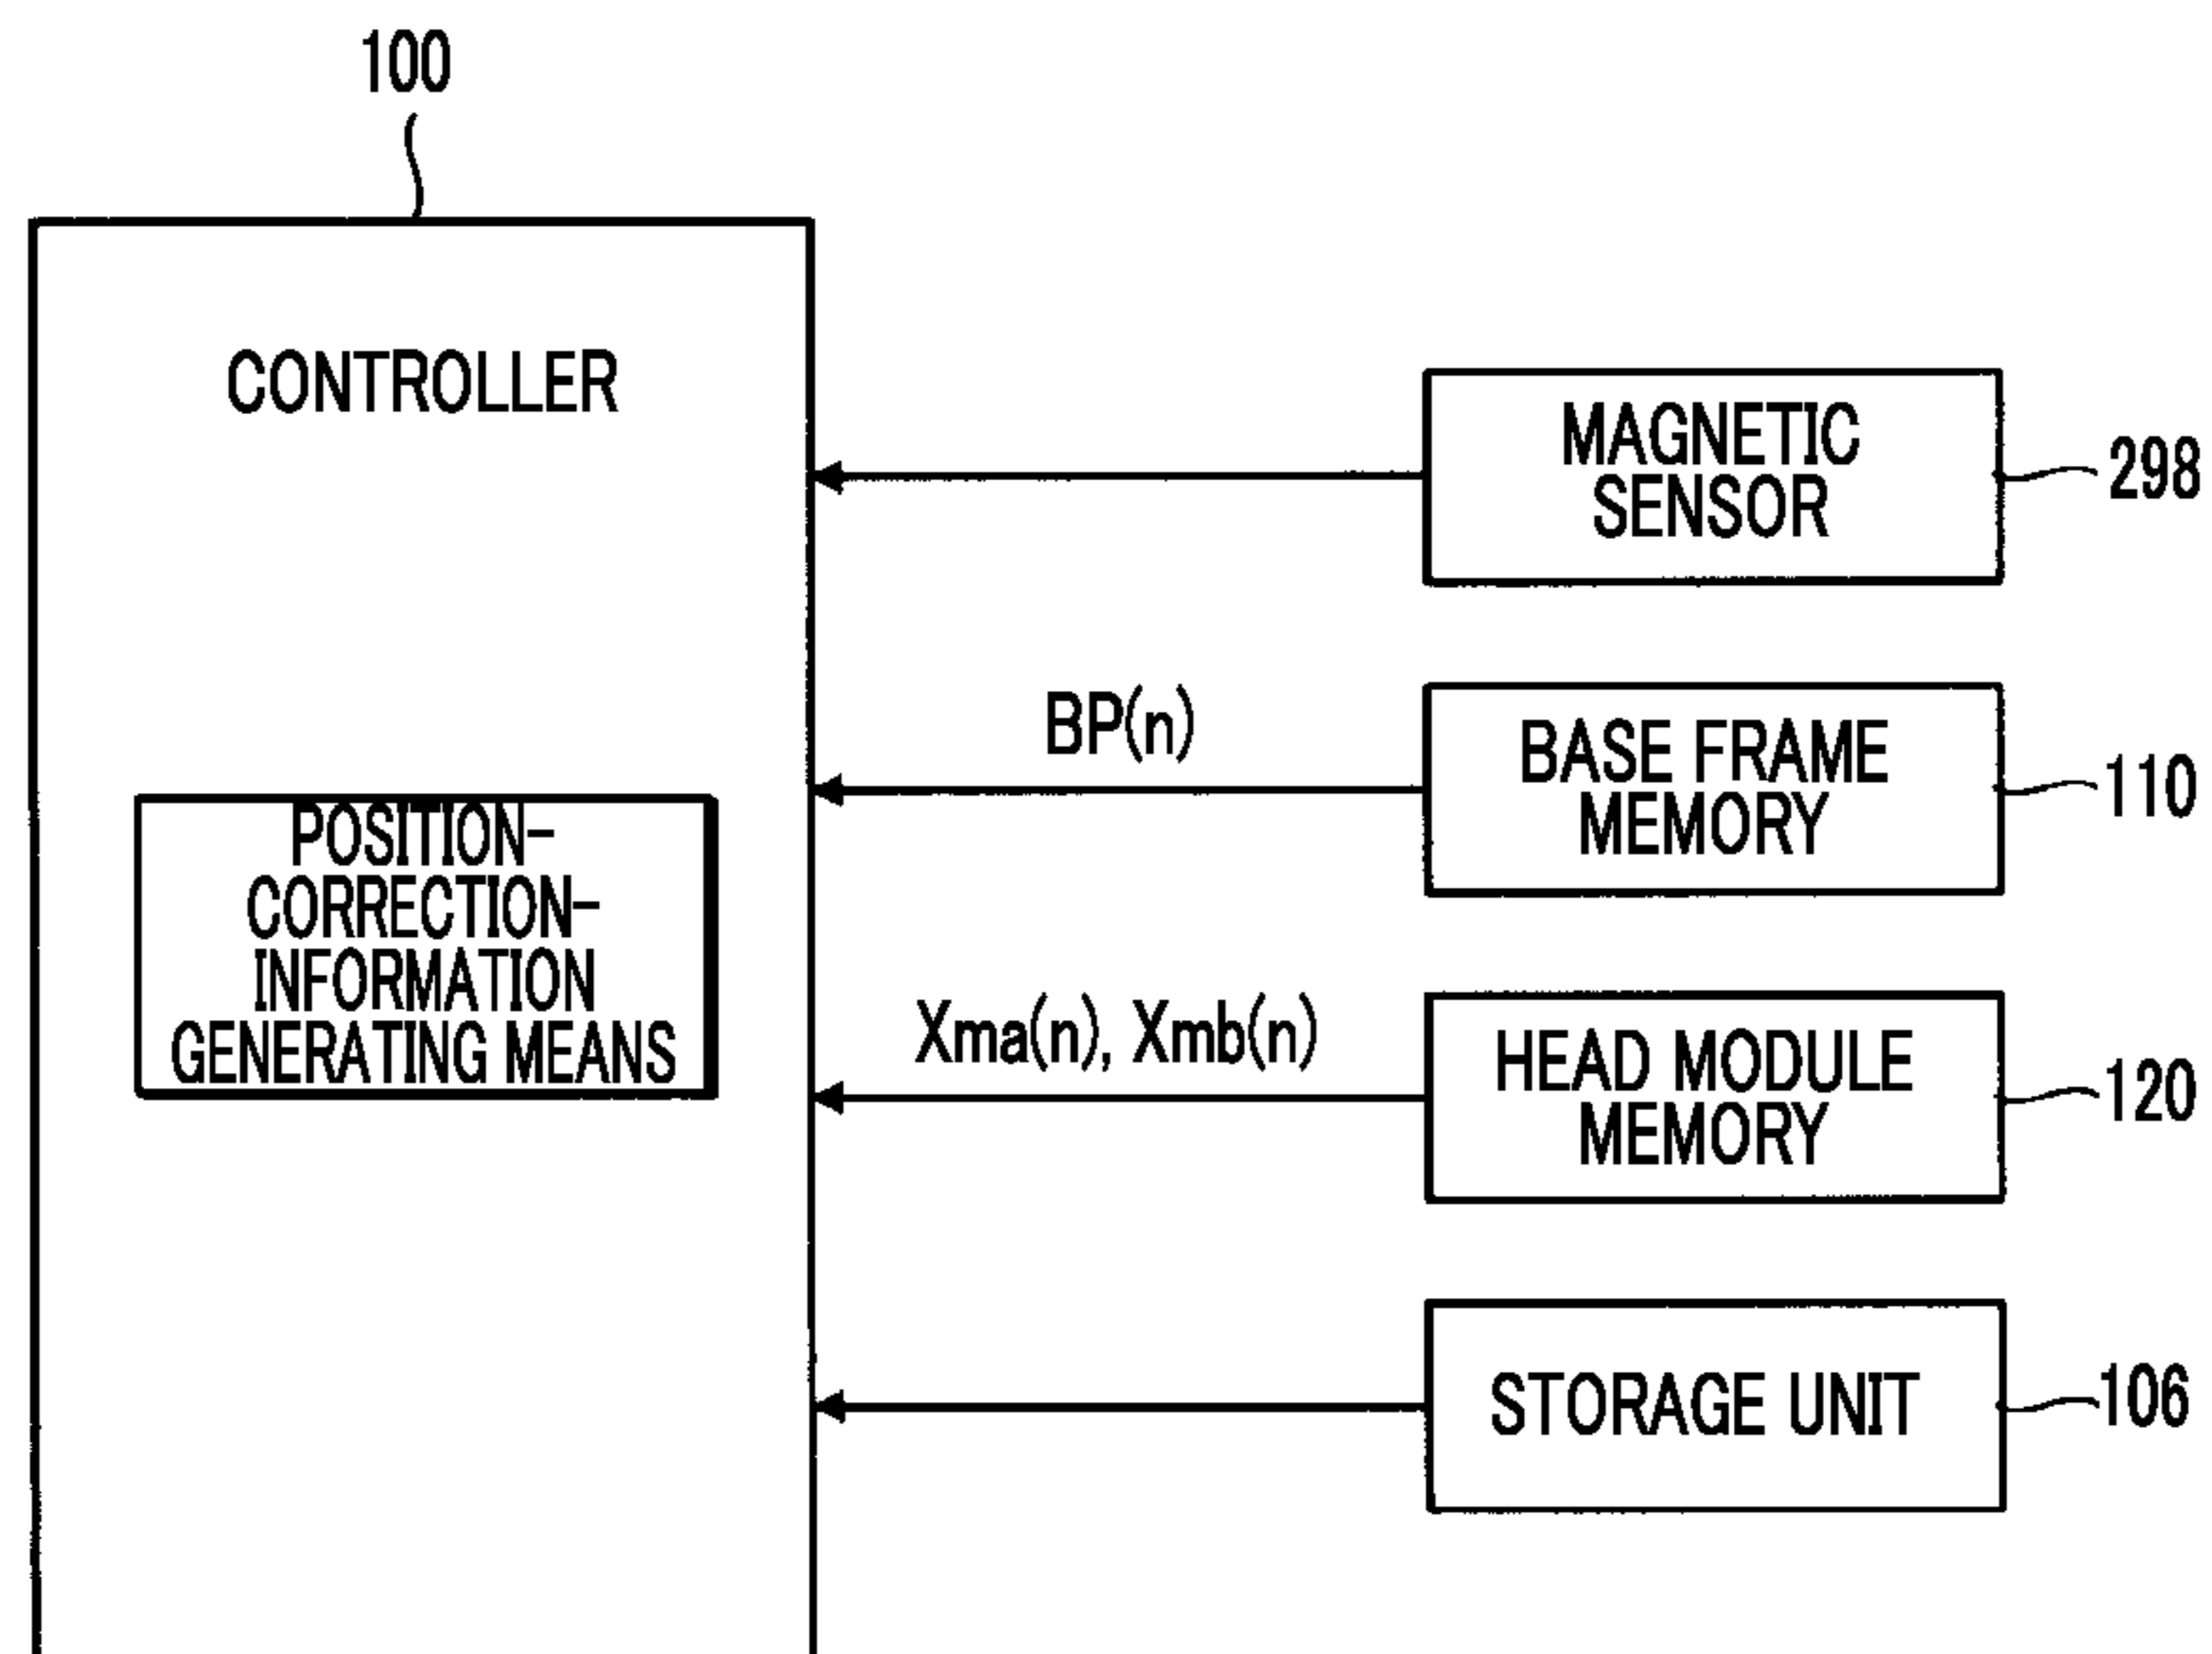 100
CONTROLLER
MAGNETIC
SENSOR
298
BP(n)
BASE FRAME
MEMORY
110
POSITION-
CORRECTION-
INFORMATION
GENERATING MEANS
Xma(n), Xmb(n)
HEAD MODULE
MEMORY
120
STORAGE UNIT
106